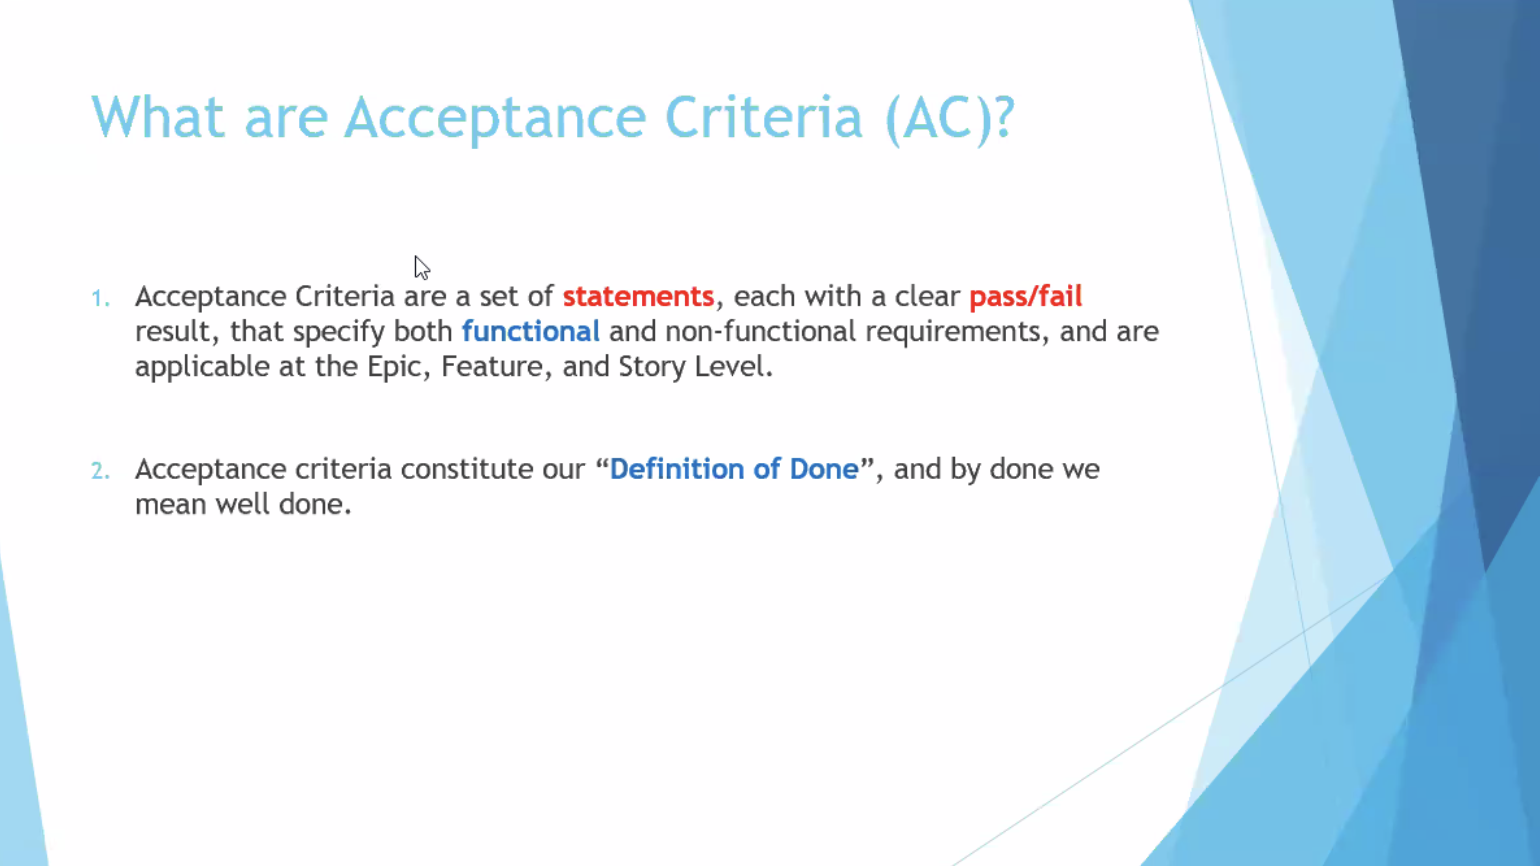 What are Acceptance Criteria (AC)?
1. Acceptance Criteria are a set of statements, each with a clear pass/fail
result, that specify both functional and non-functional requirements, and are
applicable at the Epic, Feature, and Story Level.
2. Acceptance criteria constitute our “Definition of Done”, and by done we
mean well done.